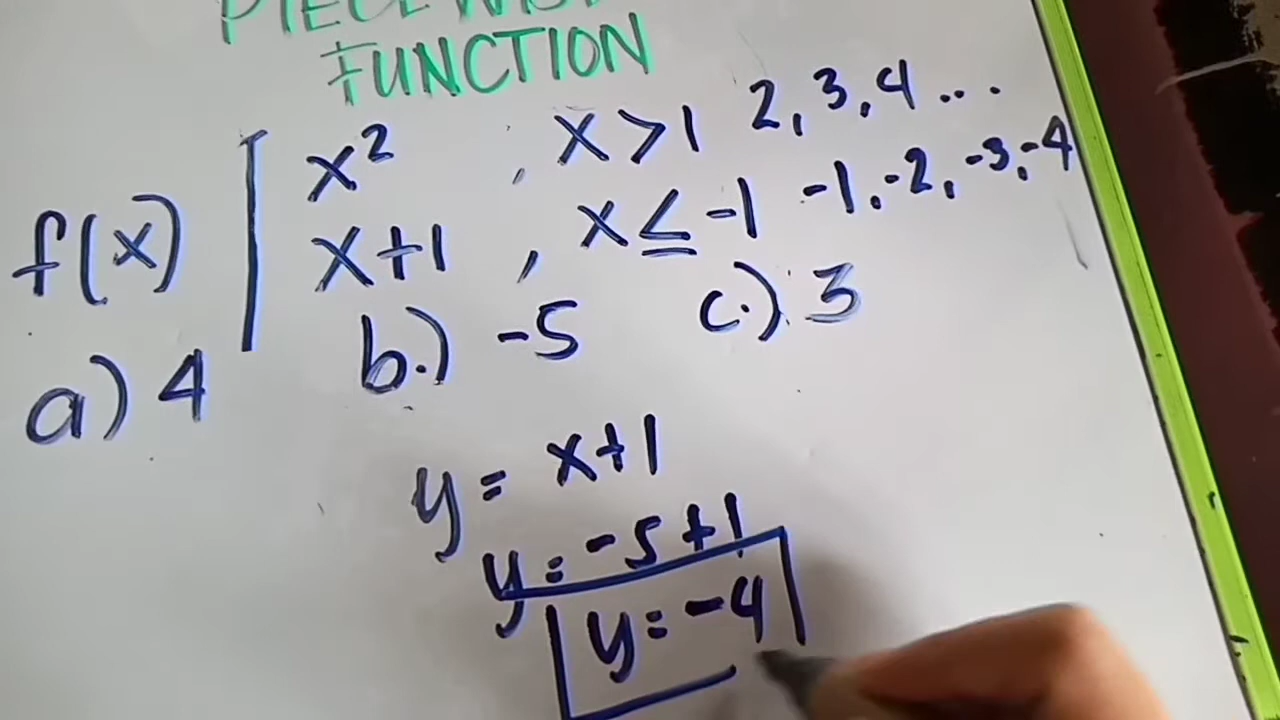 FUNCTION
f(x) | x² , x > 1 2, 3, 4 ...
x+1 , x ≤ -1 -1, -2, -3, -4
a) 4 b.) -5 c.) 3
y = x+1
y = -5+1
y = -4